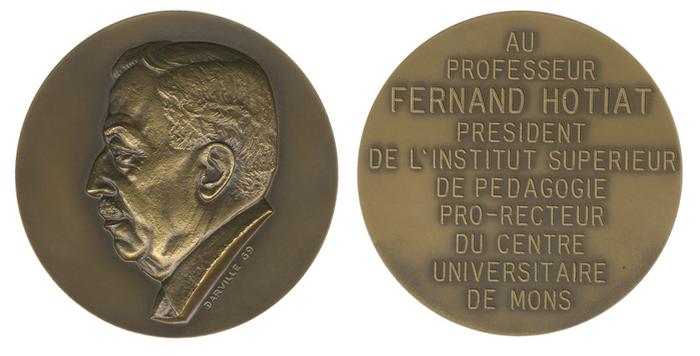 DARVILLE 69
AU
PROFESSEUR
FERNAND HOTIAT
PRESIDENT
DE L'INSTITUT SUPERIEUR
DE PEDAGOGIE
PRO-RECTEUR
DU CENTRE
UNIVERSITAIRE
DE MONS